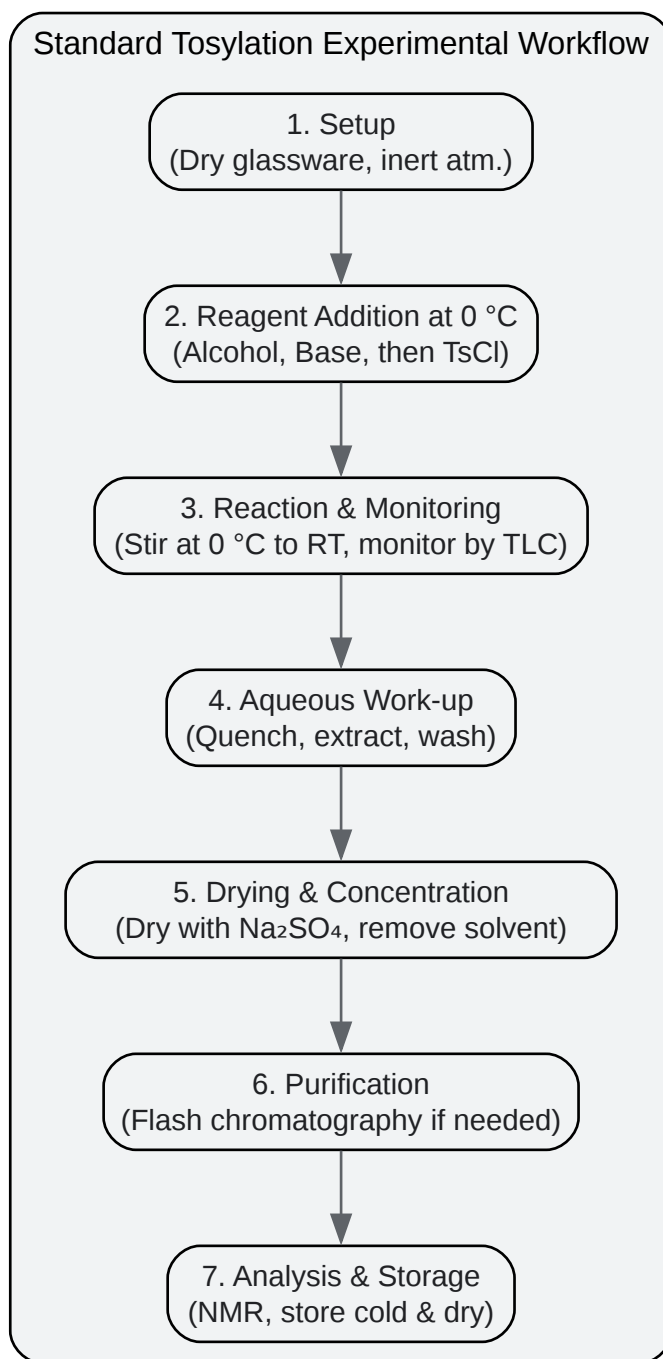 Standard Tosylation Experimental Workflow
1. Setup
(Dry glassware, inert atm.)
2. Reagent Addition at 0 °C
(Alcohol, Base, then TsCl)
3. Reaction & Monitoring
(Stir at 0 °C to RT, monitor by TLC)
4. Aqueous Work-up
(Quench, extract, wash)
5. Drying & Concentration
(Dry with Na₂SO₄, remove solvent)
6. Purification
(Flash chromatography if needed)
7. Analysis & Storage
(NMR, store cold & dry)